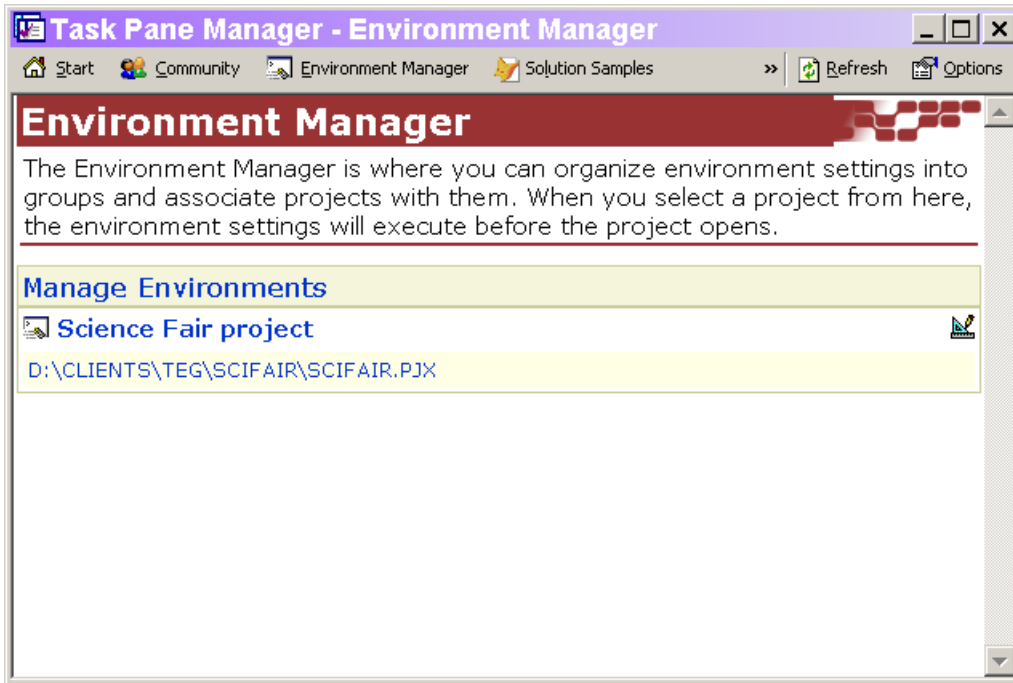 Task Pane Manager - Environment Manager
Start Community Environment Manager Solution Samples » Refresh Options
Environment Manager
The Environment Manager is where you can organize environment settings into
groups and associate projects with them. When you select a project from here,
the environment settings will execute before the project opens.
Manage Environments
Science Fair project
D:\CLIENTS\TEG\SCIFAIR\SCIFAIR.PJX